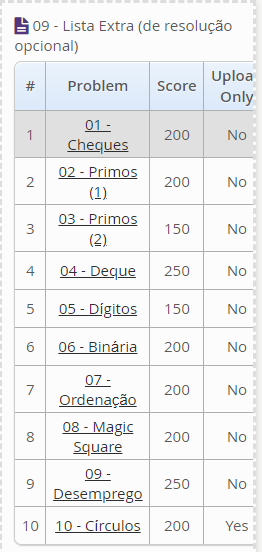 09 - Lista Extra (de resolução
opcional)
# Problem Score Uploa
Only
1 01 -
Cheques 200 No
2 02 - Primos
(1) 200 No
3 03 - Primos
(2) 150 No
4 04 - Deque 250 No
5 05 - Dígitos 150 No
6 06 - Binária 200 No
7 07 -
Ordenação 200 No
8 08 - Magic
Square 200 No
9 09 -
Desemprego 250 No
10 10 - Círculos 200 Yes